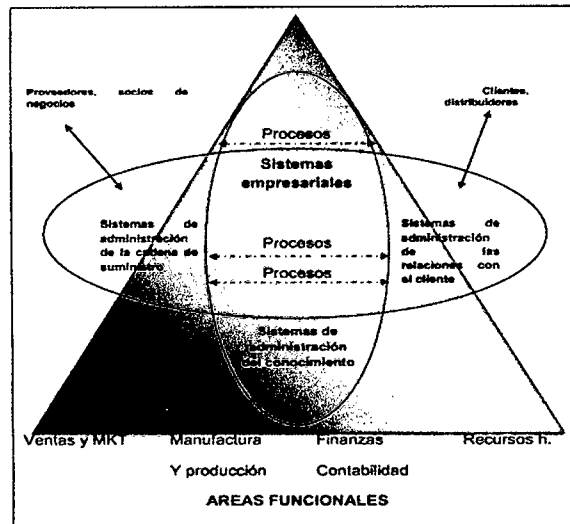 Proveedores, socios de
negocios
Clientes,
distribuidores
Procesos
Sistemas
empresariales
Sistemas de
administración
de la cadena de
suministro
Procesos
Procesos
Sistemas de
administración
de las
relaciones con
el cliente
Sistemas de
administración
del conocimiento
Ventas y MKT Manufactura Finanzas Recursos h.
Y producción Contabilidad
AREAS FUNCIONALES